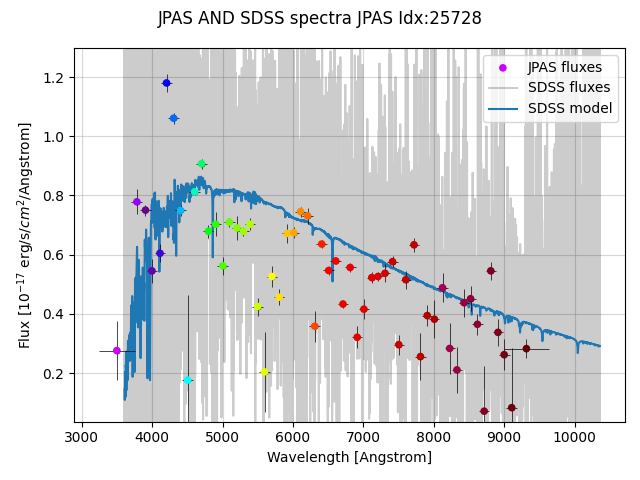 JPAS AND SDSS spectra JPAS Idx:25728
JPAS fluxes
SDSS fluxes
SDSS model
1.2
1.0
0.8
0.6
0.4
0.2
Flux [10⁻¹⁷ erg/s/cm²/Angstrom]
3000 4000 5000 6000 7000 8000 9000 10000
Wavelength [Angstrom]